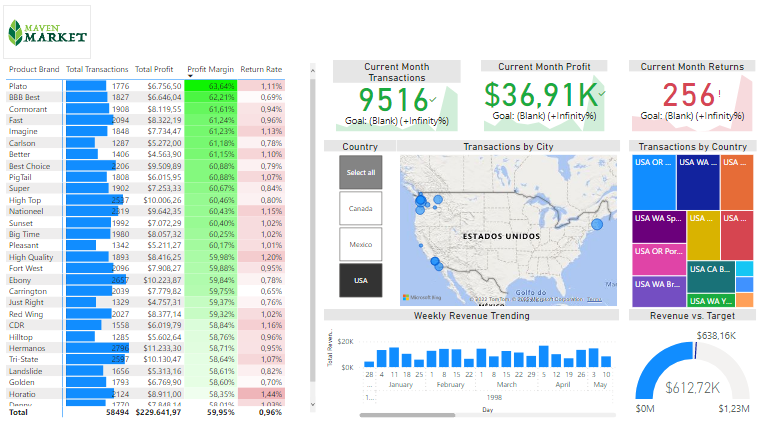 MAVEN
MARKET
Product Brand Total Transactions Total Profit Profit Margin Return Rate
Plato 1776 $6.756,50 63,64% 1,11%
BBB Best 1827 $6.646,04 62,21% 0,69%
Cormorant 1908 $8.119,55 61,61% 0,94%
Fast 2094 $8.322,19 61,24% 0,96%
Imagine 1848 $7.734,47 61,23% 1,13%
Carlson 1287 $5.272,00 61,18% 0,78%
Better 1406 $4.563,90 61,15% 1,10%
Best Choice 2206 $9.509,89 60,88% 0,79%
PigTail 1808 $6.015,95 60,88% 1,07%
Super 1902 $7.253,33 60,67% 0,84%
High Top 2537 $10.006,26 60,46% 0,80%
Nationeel 2319 $9.642,35 60,43% 1,15%
Sunset 1992 $7.072,29 60,40% 1,02%
Big Time 1980 $8.057,32 60,25% 1,02%
Pleasant 1342 $5.211,27 60,17% 1,01%
High Quality 1893 $8.416,25 59,98% 1,20%
Fort West 2096 $7.908,27 59,88% 0,95%
Ebony 2657 $10.223,87 59,84% 0,78%
Carrington 2039 $7.779,82 59,75% 0,65%
Just Right 1329 $4.757,31 59,37% 0,76%
Red Wing 2027 $8.377,14 59,32% 1,02%
CDR 1558 $6.019,79 58,84% 1,16%
Hilltop 1285 $5.602,64 58,76% 0,96%
Hermanos 2796 $11.233,30 58,71% 0,95%
Tri-State 2597 $10.130,47 58,64% 1,07%
Landslide 1656 $5.313,16 58,61% 0,82%
Golden 1793 $6.769,90 58,60% 0,70%
Horatio 2124 $8.911,00 58,35% 1,44%
Denny 1770 $7.848,14 58,01% 1,03%
Total 58494 $229.641,97 59,95% 0,96%
Current Month
Transactions
9516
Goal: (Blank) (+Infinity%)
Current Month Profit
$36,91K
Goal: (Blank) (+Infinity%)
Current Month Returns
256!
Goal: (Blank) (+Infinity%)
Country
Select all
Canada
Mexico
USA
Transactions by City
ESTADOS UNIDOS
Golfo de
MÉXICO
Microsoft Bing
© 2022 TomTom, © 2022 Microsoft Corporation Terms
Transactions by Country
USA OR ...
USA WA ...
USA ...
USA WA Sp...
USA ...
USA ...
USA OR Por...
USA CA B...
USA WA Br...
USA WA Y...
Weekly Revenue Trending
Total Reven..
$20K
$0K
28 4 11 18 25 1 8 15 22 1 8 15 22 29 5 12 19 26 3 10
... January February March April May
1... 1998
Day
Revenue vs. Target
$638,16K
$612,72K
$0M $1,23M